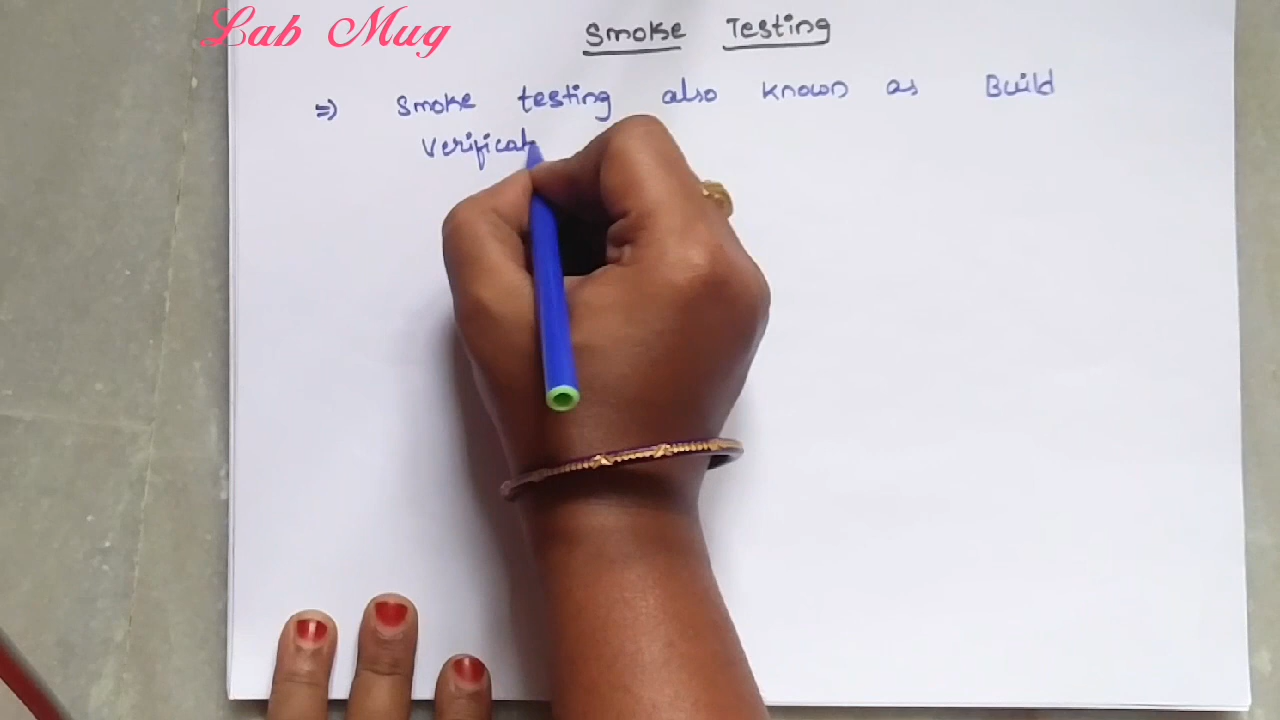 Lab Mug
Smoke Testing
=> Smoke testing also known as Build
Verificat